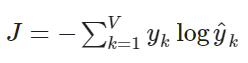 J = −∑_{k=1}^{V} y_k log ŷ_k